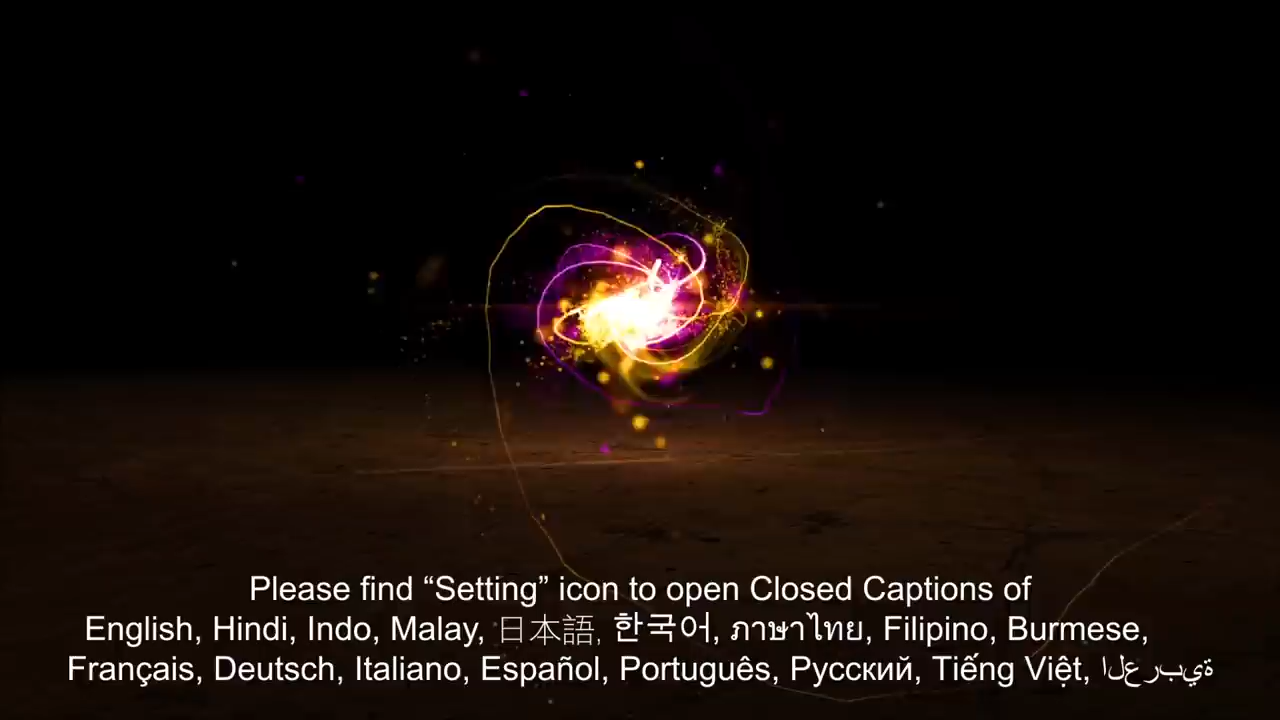 Please find “Setting” icon to open Closed Captions of
English, Hindi, Indo, Malay, 日本語, 한국어, ภาษาไทย, Filipino, Burmese,
Français, Deutsch, Italiano, Español, Português, Русский, Tiếng Việt, العربية